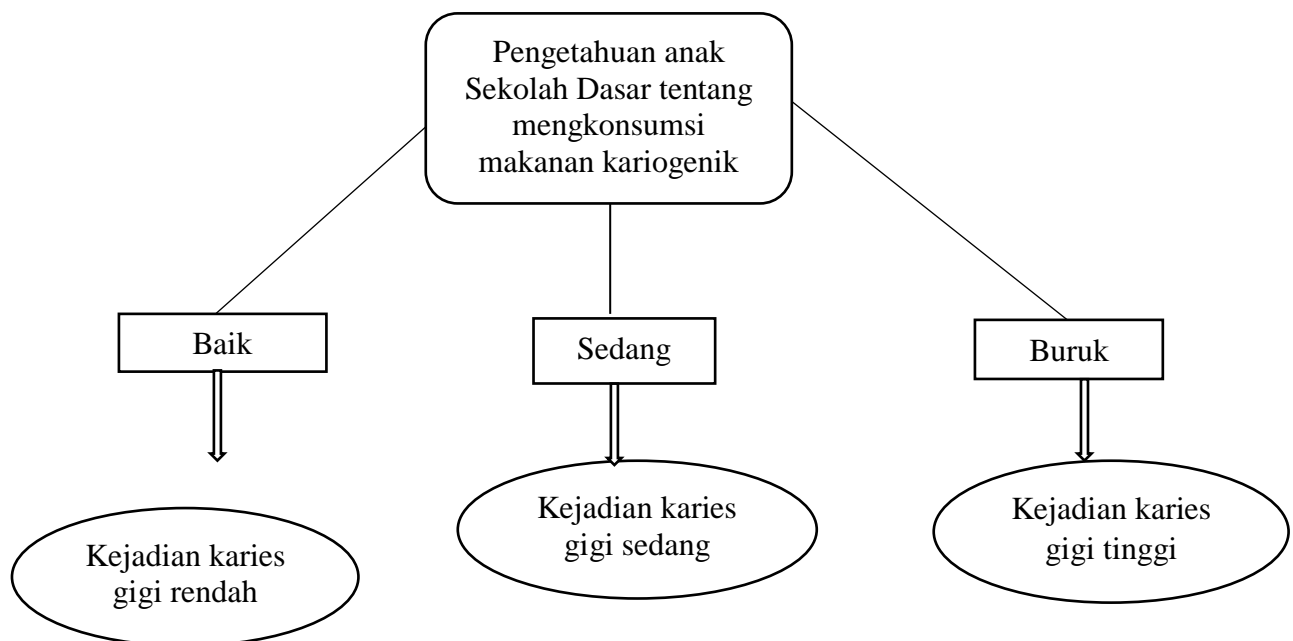 Pengetahuan anak
Sekolah Dasar tentang
mengkonsumsi
makanan kariogenik
Baik
Sedang
Buruk
Kejadian karies
gigi rendah
Kejadian karies
gigi sedang
Kejadian karies
gigi tinggi